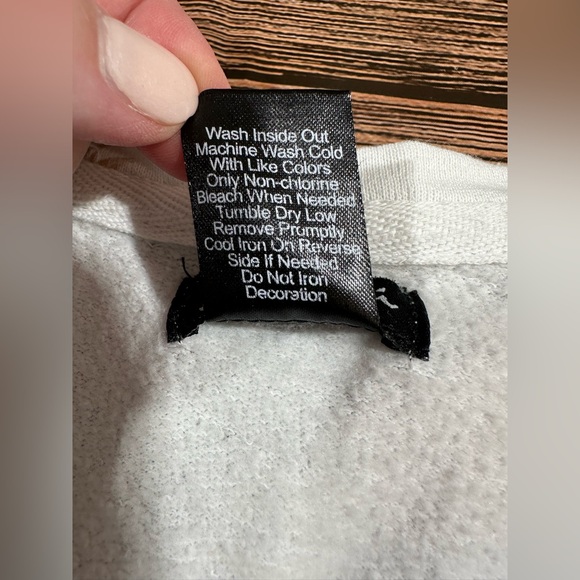 Wash Inside Out
Machine Wash Cold
With Like Colors
Only Non-chlorine
Bleach When Needed
Tumble Dry Low
Remove Promptly
Cool Iron On Reverse
Side If Needed
Do Not Iron
Decoration